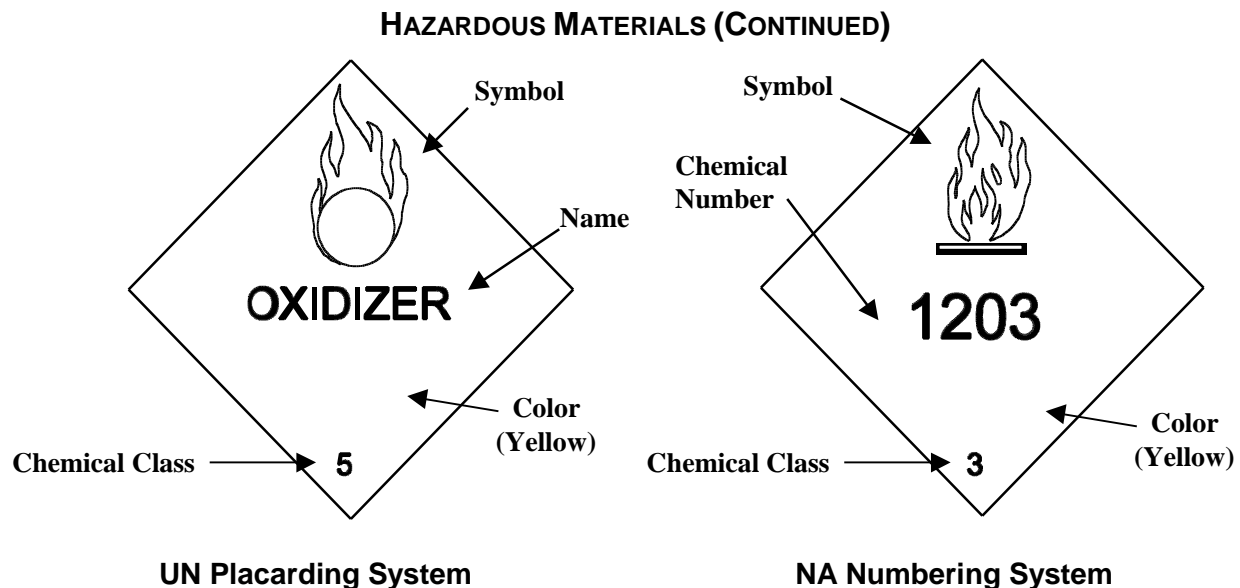 HAZARDOUS MATERIALS (CONTINUED)
Symbol
Name
OXIDIZER
Color
(Yellow)
Chemical Class
5
UN Placarding System
Symbol
Chemical
Number
1203
Color
(Yellow)
Chemical Class
3
NA Numbering System